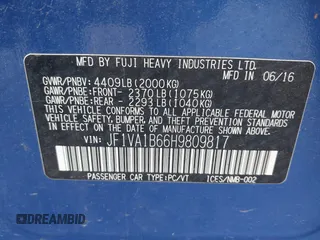 MFD BY FUJI HEAVY INDUSTRIES LTD.
GVWR/PNBV: 4409LB (2000KG) 06/16
GAWR/PNBE:FRONT- 2370LB (1075KG)
GAWR/PNBE:REAR - 2293LB (1040KG)
THIS VEHICLE CONFORMS TO ALL APPLICABLE
FEDERAL MOTOR VEHICLE SAFETY,
BUMPER, AND THEFT PREVENTION
STANDARDS IN EFFECT ON THE DATE OF
MANUFACTURE SHOWN ABOVE.
VIN: JF1VA1B66H9809817
PASSENGER CAR TYPE:PC/VT ICES/NMB-002
DREAMBID